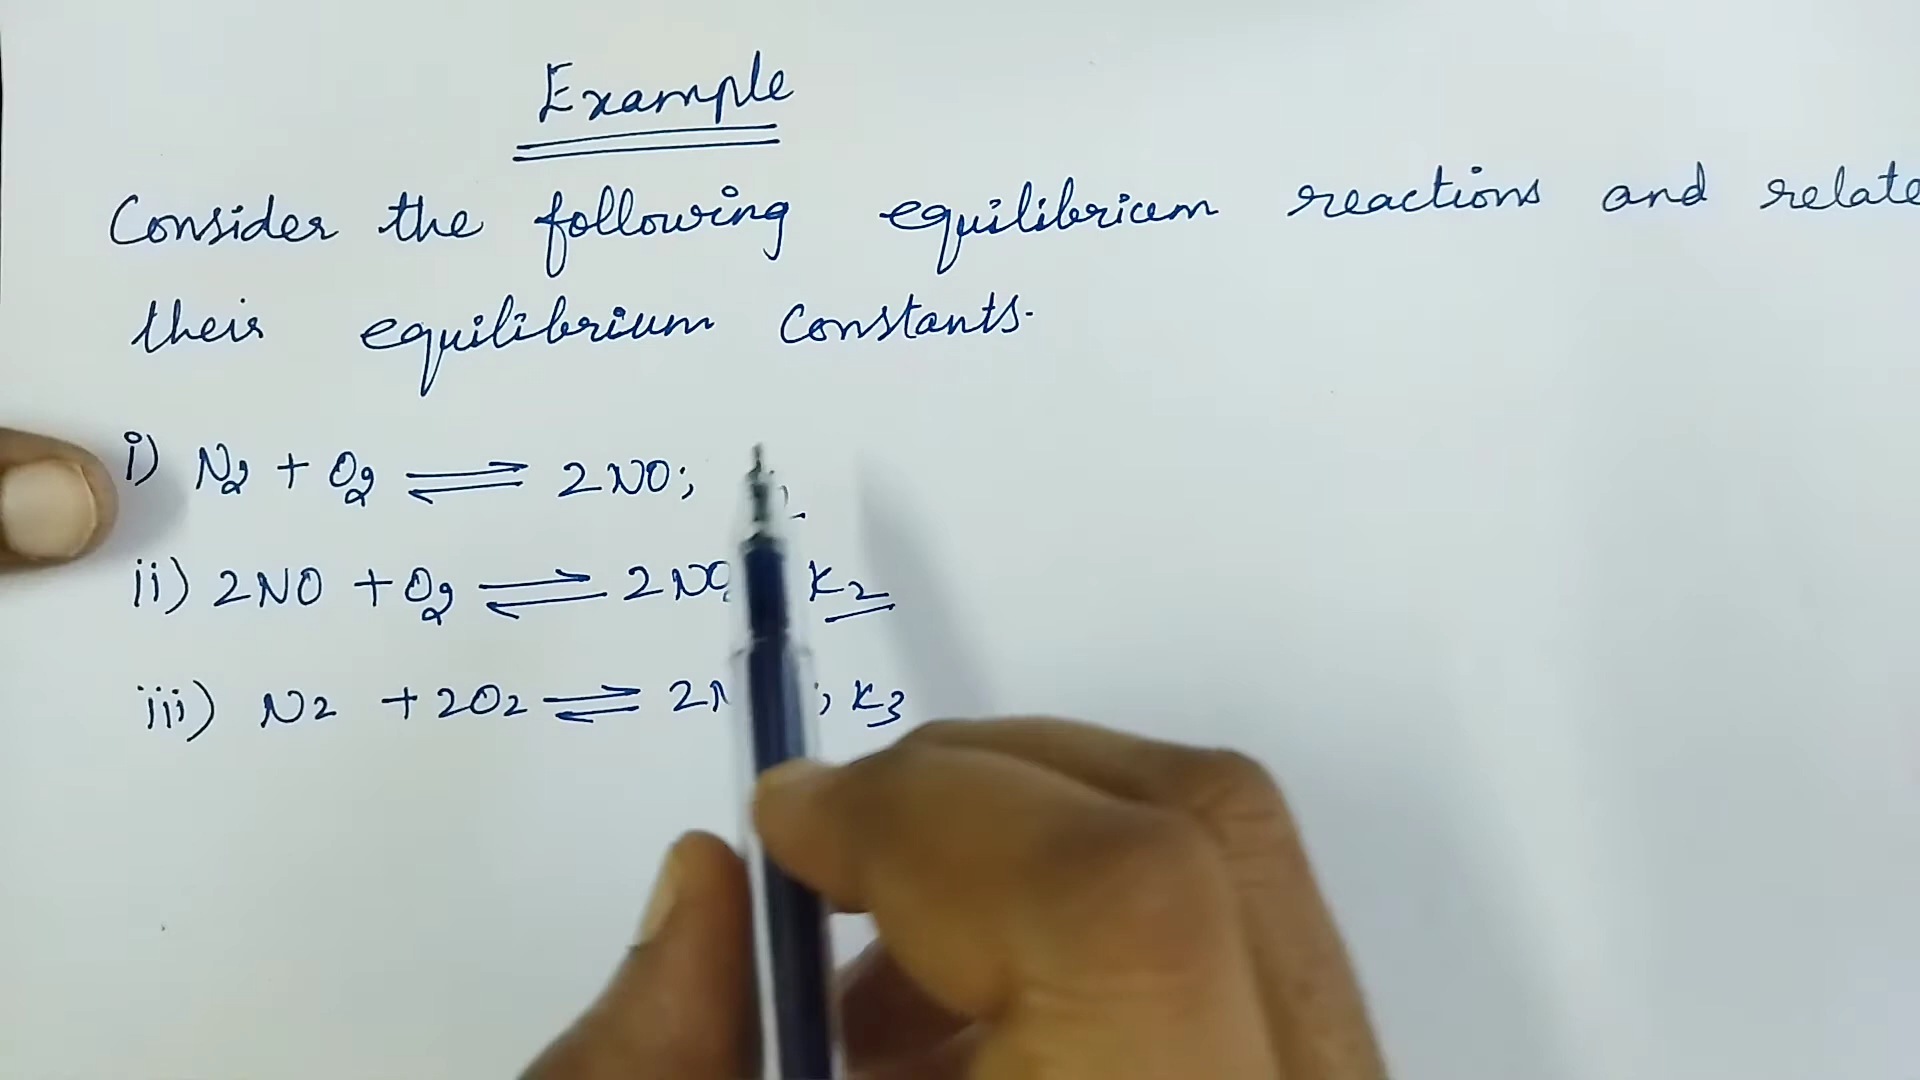 Example
Consider the following equilibrium reactions and relate
their equilibrium constants.
i) N2 + O2 ⇌ 2NO;
ii) 2NO + O2 ⇌ 2NO K2
iii) N2 + 2O2 ⇌ 2N ; K3